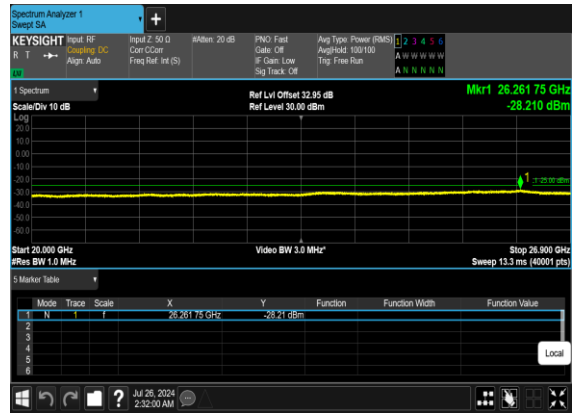 Spectrum Analyzer 1
Swept SA
KEYSIGHT
R T
Input: RF
Coupling: DC
Align: Auto
Input Z: 50 Ω
Corr CCorr
Freq Ref: Int (S)
#Atten: 20 dB
PNO: Fast
Gate: Off
IF Gain: Low
Sig Track: Off
Avg Type: Power (RMS)
Avg|Hold: 100/100
Trig: Free Run
1 2 3 4 5 6
A W W W W W
A N N N N N
1 Spectrum
Scale/Div 10 dB
Ref Lvl Offset 32.95 dB
Ref Level 30.00 dBm
Mkr1 26.261 75 GHz
-28.210 dBm
Log
20.0
10.0
0.00
-10.0
-20.0
-30.0
-40.0
-50.0
-60.0
1
-25.00 dBm
Start 20.000 GHz
#Res BW 1.0 MHz
Video BW 3.0 MHz*
Stop 26.900 GHz
Sweep 13.3 ms (40001 pts)
5 Marker Table
Mode Trace Scale X Y Function Function Width Function Value
1 N 1 f 26.261 75 GHz -28.21 dBm
2
3
4
5
6
Local
?
Jul 26, 2024
2:32:00 AM